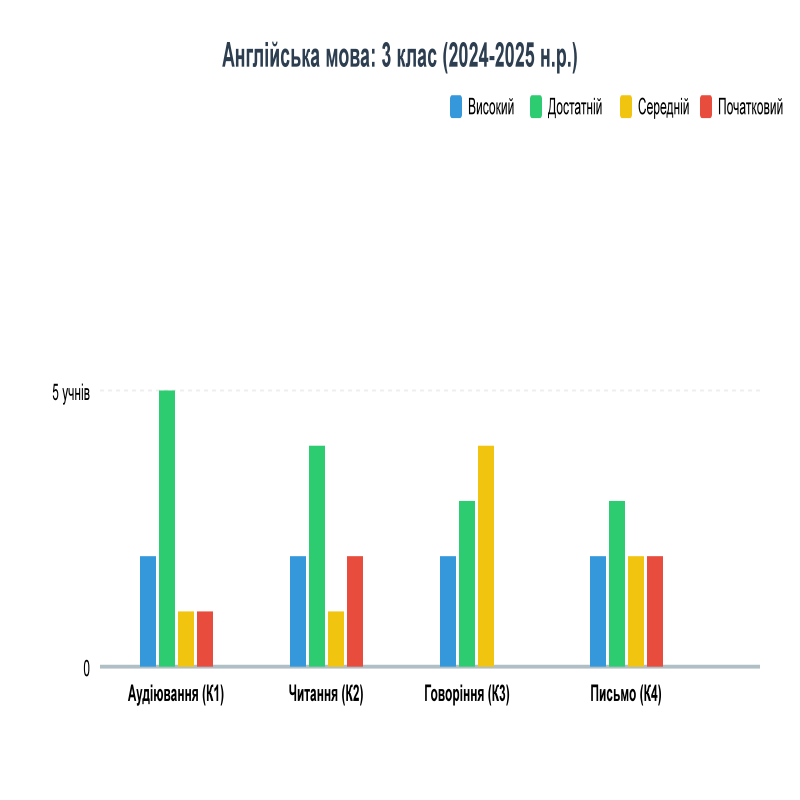 Англійська мова: 3 клас (2024-2025 н.р.)
Високий Достатній Середній Початковий
5 учнів
0
Аудіювання (К1) Читання (К2) Говоріння (К3) Письмо (К4)